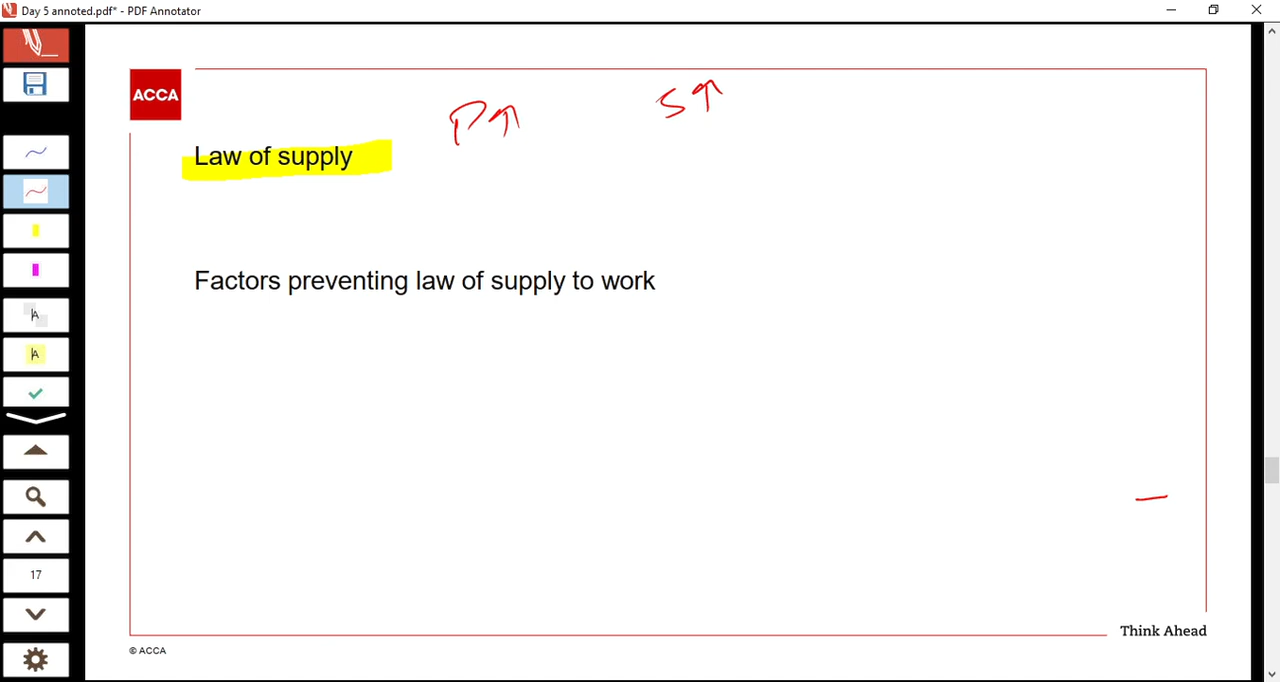 Day 5 annoted.pdf* - PDF Annotator
ACCA
P↑ S↑
Law of supply
Factors preventing law of supply to work
A
A
17
Think Ahead
© ACCA